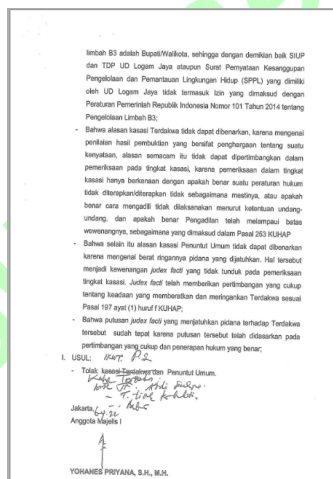 limbah B3 adalah Bupati/Walikota, sehingga dengan demikian baik SIUP
dan TDP UD Logam Jaya ataupun Surat Pernyataan Kesanggupan
Pengelolaan dan Pemantauan Lingkungan Hidup (SPPL) yang dimiliki
oleh UD Logam Jaya tidak termasuk Izin yang dimaksud dengan
Peraturan Pemerintah Republik Indonesia Nomor 101 Tahun 2014 tentang
Pengelolaan Limbah B3;
- Bahwa alasan kasasi Terdakwa tidak dapat dibenarkan, karena mengenai
penilaian hasil pembuktian yang bersifat penghargaan tentang suatu
kenyataan, alasan semacam itu tidak dapat dipertimbangkan dalam
pemeriksaan pada tingkat kasasi, karena pemeriksaan dalam tingkat
kasasi hanya berkenaan dengan apakah benar suatu peraturan hukum
tidak diterapkan/diterapkan tidak sebagaimana mestinya, atau apakah
benar cara mengadili tidak dilaksanakan menurut ketentuan undang-
undang, dan apakah benar Pengadilan telah melampaui batas
wewenangnya, sebagaimana yang dimaksud dalam Pasal 253 KUHAP
- Bahwa selain itu alasan kasasi Penuntut Umum tidak dapat dibenarkan
karena mengenai berat ringannya pidana yang dijatuhkan. Hal tersebut
menjadi kewenangan judex facti yang tidak tunduk pada pemeriksaan
tingkat kasasi. Judex facti telah memberikan pertimbangan yang cukup
tentang keadaan yang memberatkan dan meringankan Terdakwa sesuai
Pasal 197 ayat (1) huruf f KUHAP;
- Bahwa putusan judex facti yang menjatuhkan pidana terhadap Terdakwa
tersebut sudah tepat karena putusan tersebut telah didasarkan pada
pertimbangan yang cukup dan penerapan hukum yang benar;
I. USUL:
- Tolak kasasi Terdakwa dan Penuntut Umum.
Jakarta,
Anggota Majelis I
YOHANES PRIYANA, S.H., M.H.